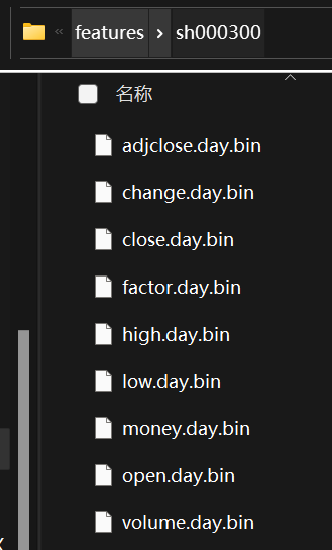 « features › sh000300
名称
adjclose.day.bin
change.day.bin
close.day.bin
factor.day.bin
high.day.bin
low.day.bin
money.day.bin
open.day.bin
volume.day.bin